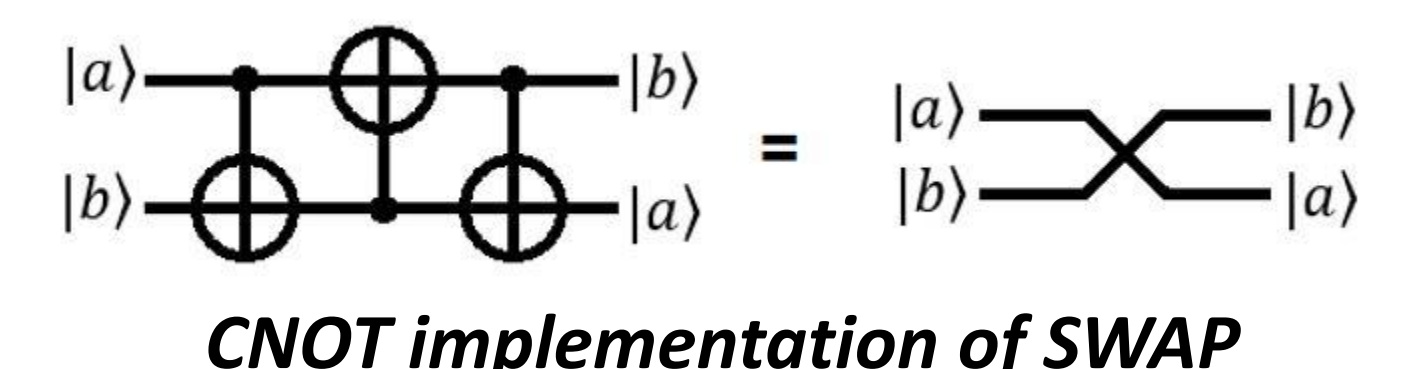 |a⟩ |b⟩
|b⟩ |a⟩
=
|a⟩ |b⟩
|b⟩ |a⟩
CNOT implementation of SWAP